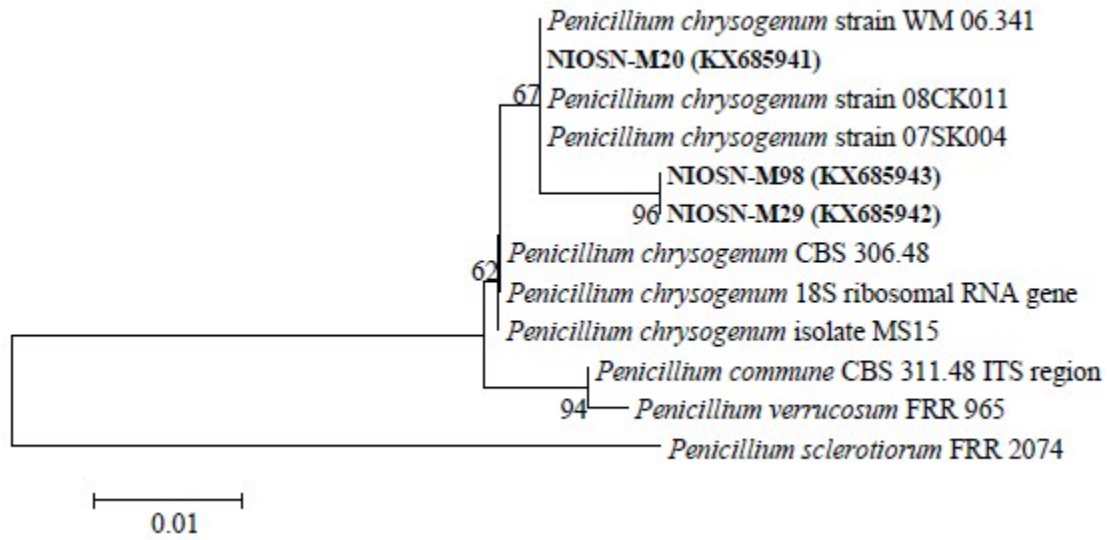 Penicillium chrysogenum strain WM 06.341
NIOSN-M20 (KX685941)
67
Penicillium chrysogenum strain 08CK011
Penicillium chrysogenum strain 07SK004
NIOSN-M98 (KX685943)
96
NIOSN-M29 (KX685942)
Penicillium chrysogenum CBS 306.48
62
Penicillium chrysogenum 18S ribosomal RNA gene
Penicillium chrysogenum isolate MS15
Penicillium commune CBS 311.48 ITS region
94
Penicillium verrucosum FRR 965
Penicillium sclerotiorum FRR 2074
0.01